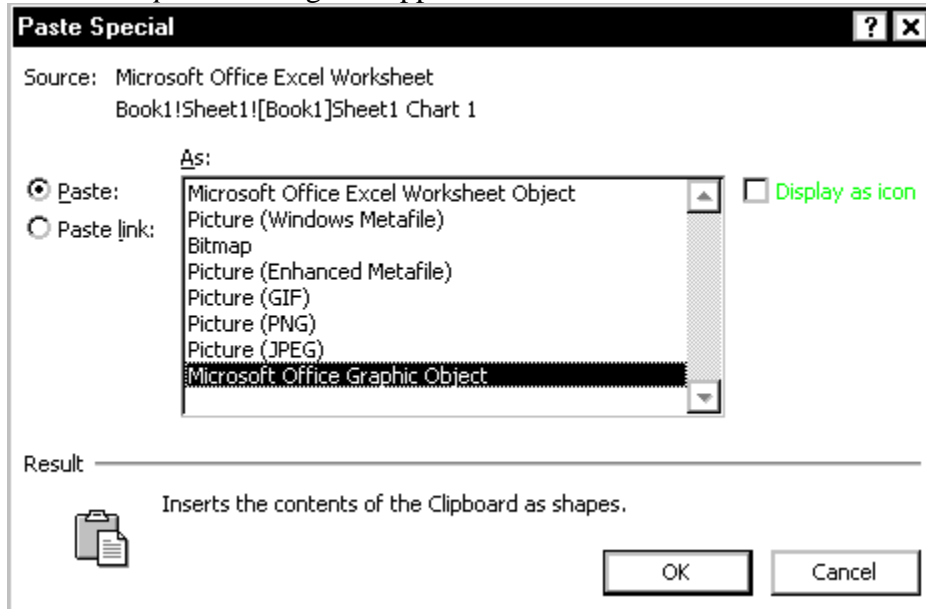 Paste Special
Source: Microsoft Office Excel Worksheet
Book1!Sheet1![Book1]Sheet1 Chart 1
As:
Paste:
Paste link:
Microsoft Office Excel Worksheet Object
Picture (Windows Metafile)
Bitmap
Picture (Enhanced Metafile)
Picture (GIF)
Picture (PNG)
Picture (JPEG)
Microsoft Office Graphic Object
Display as icon
Result
Inserts the contents of the Clipboard as shapes.
OK
Cancel